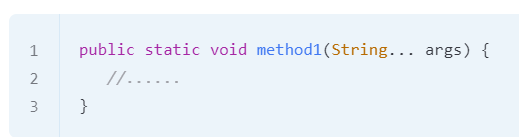 1 public static void method1(String... args) {
2 //......
3 }